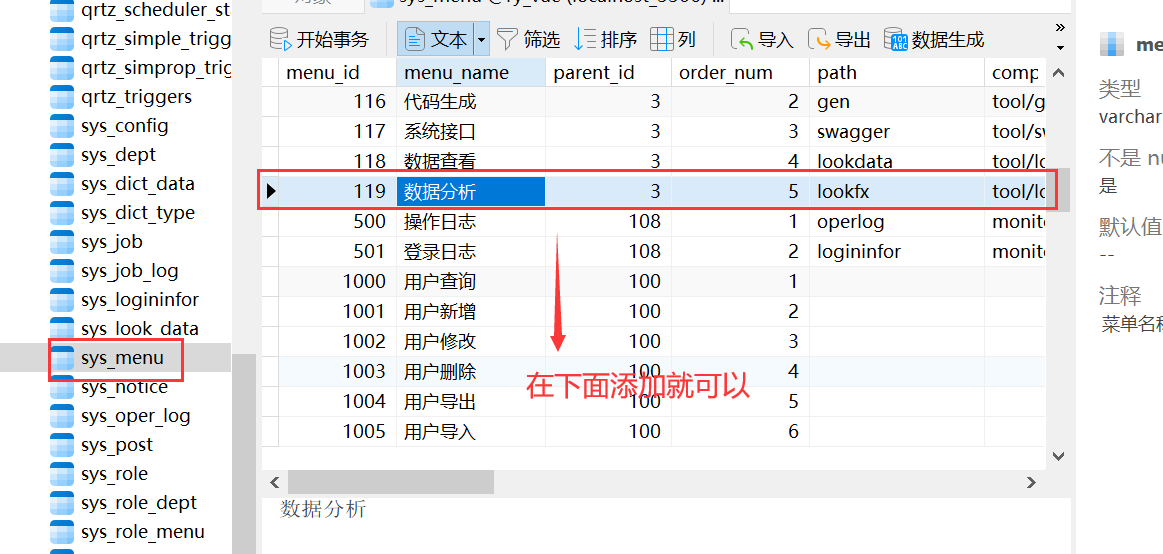 qrtz_scheduler_st
qrtz_simple_trigg
qrtz_simprop_trig
qrtz_triggers
sys_config
sys_dept
sys_dict_data
sys_dict_type
sys_job
sys_job_log
sys_logininfor
sys_look_data
sys_menu
sys_notice
sys_oper_log
sys_post
sys_role
sys_role_dept
sys_role_menu
开始事务 文本 筛选 排序 列 导入 导出 数据生成
menu_id menu_name parent_id order_num path comp
116 代码生成 3 2 gen tool/g
117 系统接口 3 3 swagger tool/sv
118 数据查看 3 4 lookdata tool/lo
119 数据分析 3 5 lookfx tool/lo
500 操作日志 108 1 operlog monito
501 登录日志 108 2 logininfor monito
1000 用户查询 100 1
1001 用户新增 100 2
1002 用户修改 100 3
1003 用户删除 100 4
在下面添加就可以
1004 用户导出 100 5
1005 用户导入 100 6
数据分析
me
类型
varchar
不是 nu
是
默认值
--
注释
菜单名称